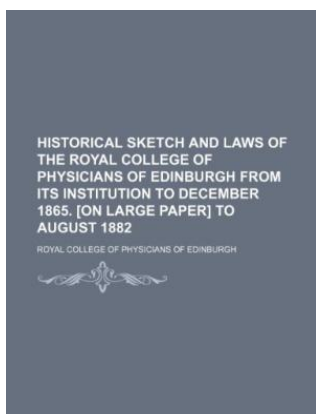 HISTORICAL SKETCH AND LAWS OF
THE ROYAL COLLEGE OF
PHYSICIANS OF EDINBURGH FROM
ITS INSTITUTION TO DECEMBER
1865. [ON LARGE PAPER] TO
AUGUST 1882
ROYAL COLLEGE OF PHYSICIANS OF EDINBURGH